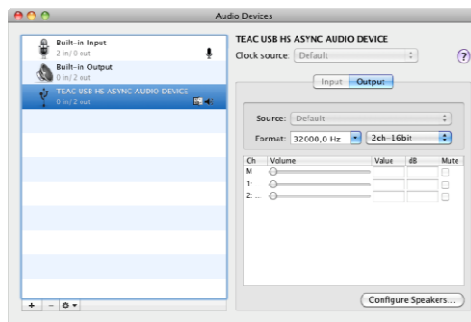 Audio Devices
Built-in Input
2 in/ 0 out
Built-in Output
0 in/ 2 out
TEAC USB HS ASYNC AUDIO DEVICE
0 in/ 2 out
TEAC USB HS ASYNC AUDIO DEVICE
Clock source: Default
?
Input Output
Source: Default
Format: 32000,0 Hz 2ch-16bit
Ch Volume Value dB Mute
M
1:
2: ...
+ −
Configure Speakers...